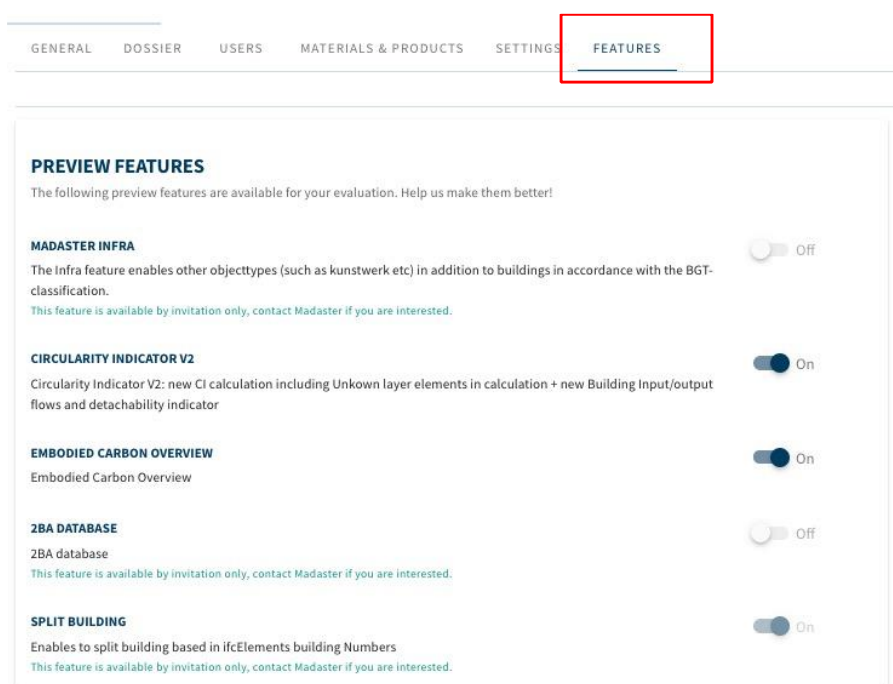 GENERAL DOSSIER USERS MATERIALS & PRODUCTS SETTINGS FEATURES
PREVIEW FEATURES
The following preview features are available for your evaluation. Help us make them better!
MADASTER INFRA
Off
The Infra feature enables other objecttypes (such as kunstwerk etc) in addition to buildings in accordance with the BGT-
classification.
This feature is available by invitation only, contact Madaster if you are interested.
CIRCULARITY INDICATOR V2
On
Circularity Indicator V2: new CI calculation including Unkown layer elements in calculation + new Building Input/output
flows and detachability indicator
EMBODIED CARBON OVERVIEW
On
Embodied Carbon Overview
2BA DATABASE
Off
2BA database
This feature is available by invitation only, contact Madaster if you are interested.
SPLIT BUILDING
On
Enables to split building based in ifcElements building Numbers
This feature is available by invitation only, contact Madaster if you are interested.